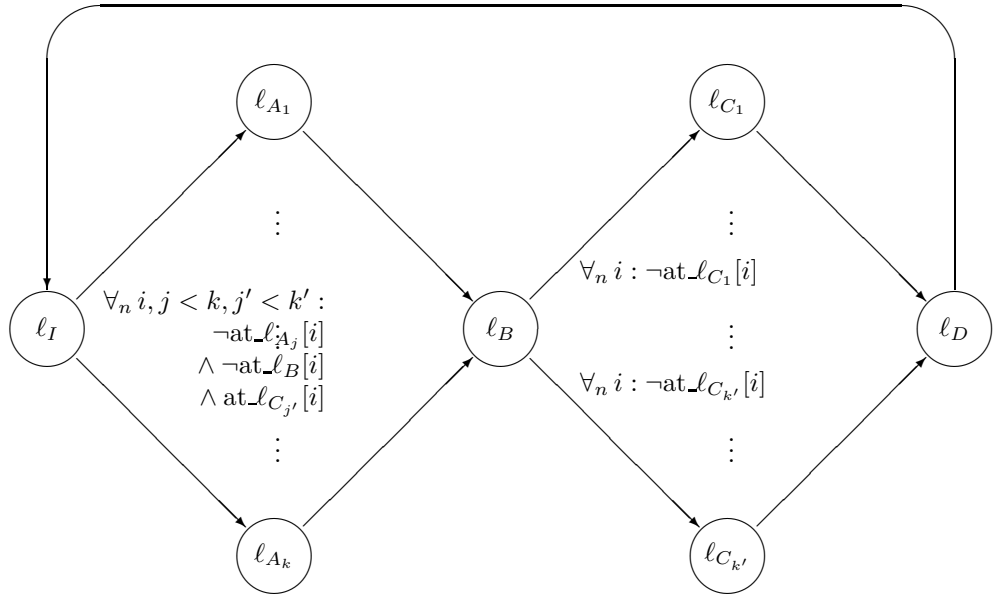 ℓ_{A_1}
ℓ_{C_1}
⋮
⋮
∀_n i : ¬at_ℓ_{C_1}[i]
∀_n i, j < k, j′ < k′ :
ℓ_I
¬at_ℓ_{A_j}[i]
ℓ_B
⋮
ℓ_D
∧ ¬at_ℓ_B[i]
∀_n i : ¬at_ℓ_{C_{k′}}[i]
∧ at_ℓ_{C_{j′}}[i]
⋮
⋮
ℓ_{A_k}
ℓ_{C_{k′}}